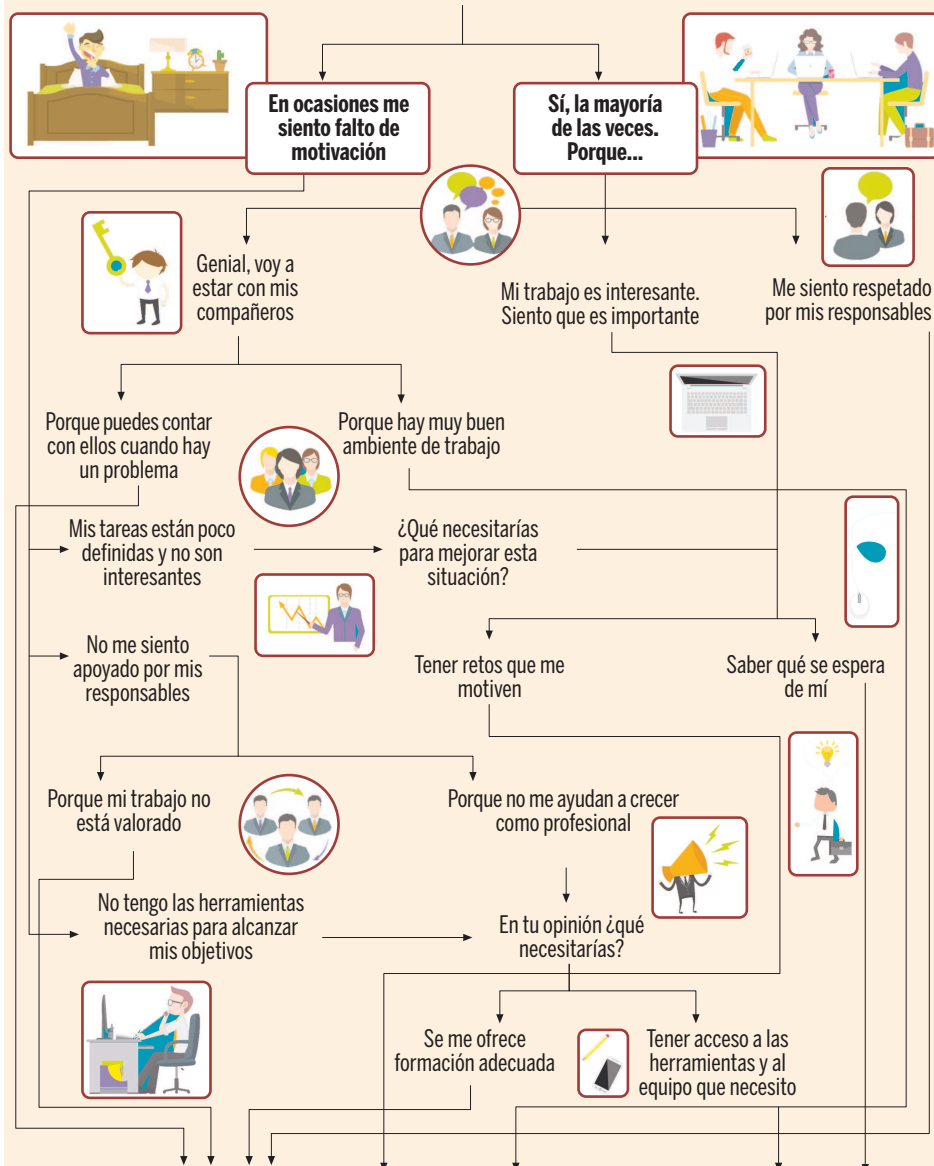 En ocasiones me
siento falto de
motivación
Sí, la mayoría
de las veces.
Porque...
Genial, voy a
estar con mis
compañeros
Mi trabajo es interesante.
Siento que es importante
Me siento respetado
por mis responsables
Porque puedes contar
con ellos cuando hay
un problema
Porque hay muy buen
ambiente de trabajo
Mis tareas están poco
definidas y no son
interesantes
¿Qué necesitarías
para mejorar esta
situación?
No me siento
apoyado por mis
responsables
Tener retos que me
motiven
Saber qué se espera
de mí
Porque mi trabajo no
está valorado
Porque no me ayudan a crecer
como profesional
No tengo las herramientas
necesarias para alcanzar
mis objetivos
En tu opinión ¿qué
necesitarías?
Se me ofrece
formación adecuada
Tener acceso a las
herramientas y al
equipo que necesito